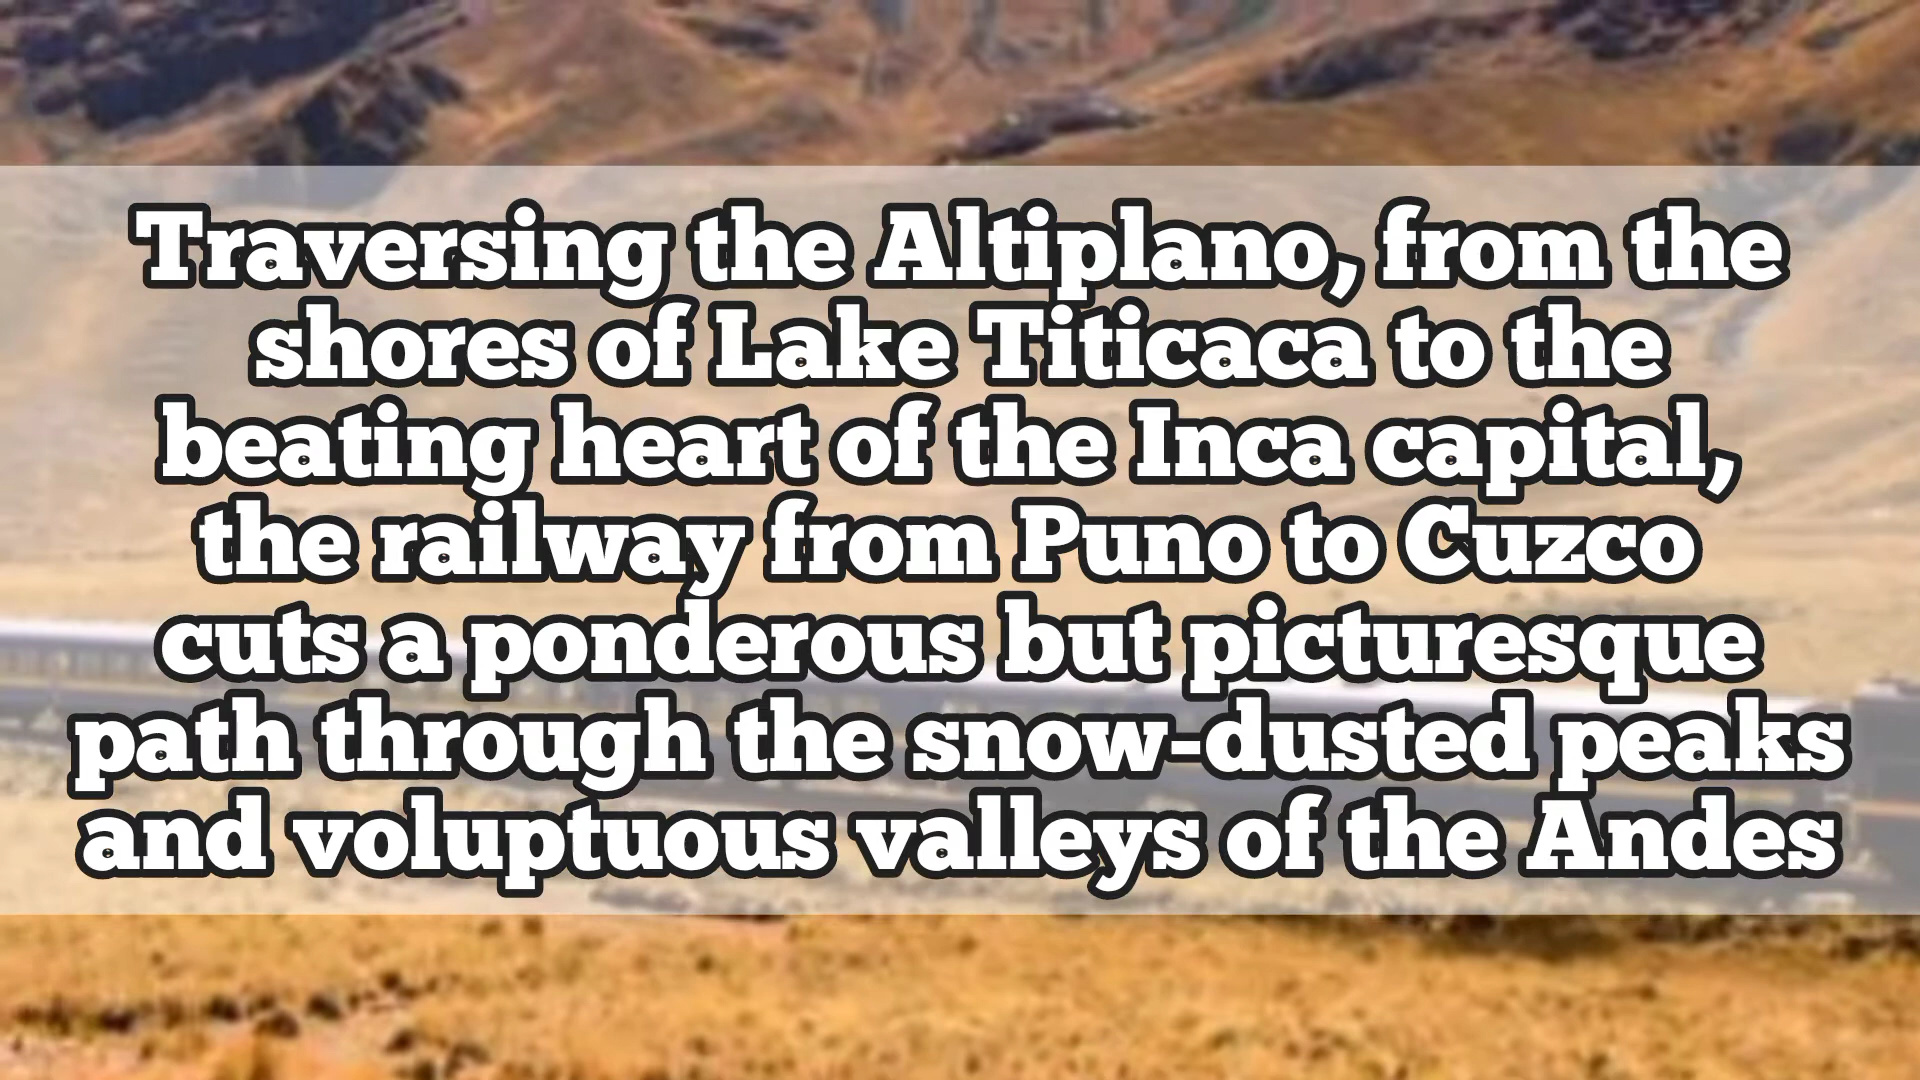 Traversing the Altiplano, from the
shores of Lake Titicaca to the
beating heart of the Inca capital,
the railway from Puno to Cuzco
cuts a ponderous but picturesque
path through the snow-dusted peaks
and voluptuous valleys of the Andes